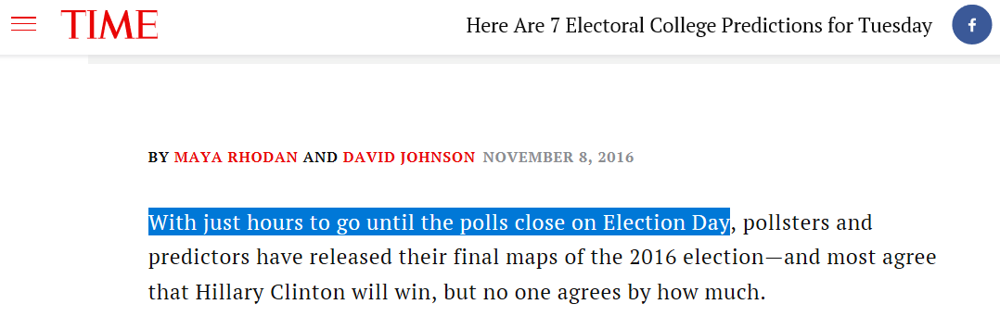 TIME
Here Are 7 Electoral College Predictions for Tuesday
f
BY MAYA RHODAN AND DAVID JOHNSON NOVEMBER 8, 2016
With just hours to go until the polls close on Election Day, pollsters and
predictors have released their final maps of the 2016 election—and most agree
that Hillary Clinton will win, but no one agrees by how much.